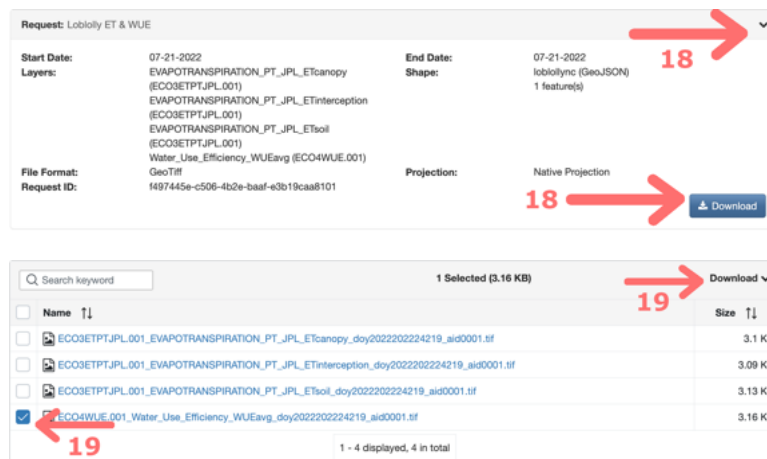 Request: Loblolly ET & WUE
18
Start Date: 07-21-2022 End Date: 07-21-2022
Layers: EVAPOTRANSPIRATION_PT_JPL_ETcanopy Shape: loblollync (GeoJSON)
(ECO3ETPTJPL.001) 1 feature(s)
EVAPOTRANSPIRATION_PT_JPL_ETinterception
(ECO3ETPTJPL.001)
EVAPOTRANSPIRATION_PT_JPL_ETsoil
(ECO3ETPTJPL.001)
Water_Use_Efficiency_WUEavg (ECO4WUE.001)
File Format: GeoTiff Projection: Native Projection
Request ID: f497445e-c506-4b2e-baaf-e3b19caa8101
18 Download
Search keyword 1 Selected (3.16 KB) Download
19
Name Size
ECO3ETPTJPL.001_EVAPOTRANSPIRATION_PT_JPL_ETcanopy_doy2022202224219_aid0001.tif 3.1 K
ECO3ETPTJPL.001_EVAPOTRANSPIRATION_PT_JPL_ETinterception_doy2022202224219_aid0001.tif 3.09 K
ECO3ETPTJPL.001_EVAPOTRANSPIRATION_PT_JPL_ETsoil_doy2022202224219_aid0001.tif 3.13 K
ECO4WUE.001_Water_Use_Efficiency_WUEavg_doy2022202224219_aid0001.tif 3.16 K
19
1 - 4 displayed, 4 in total